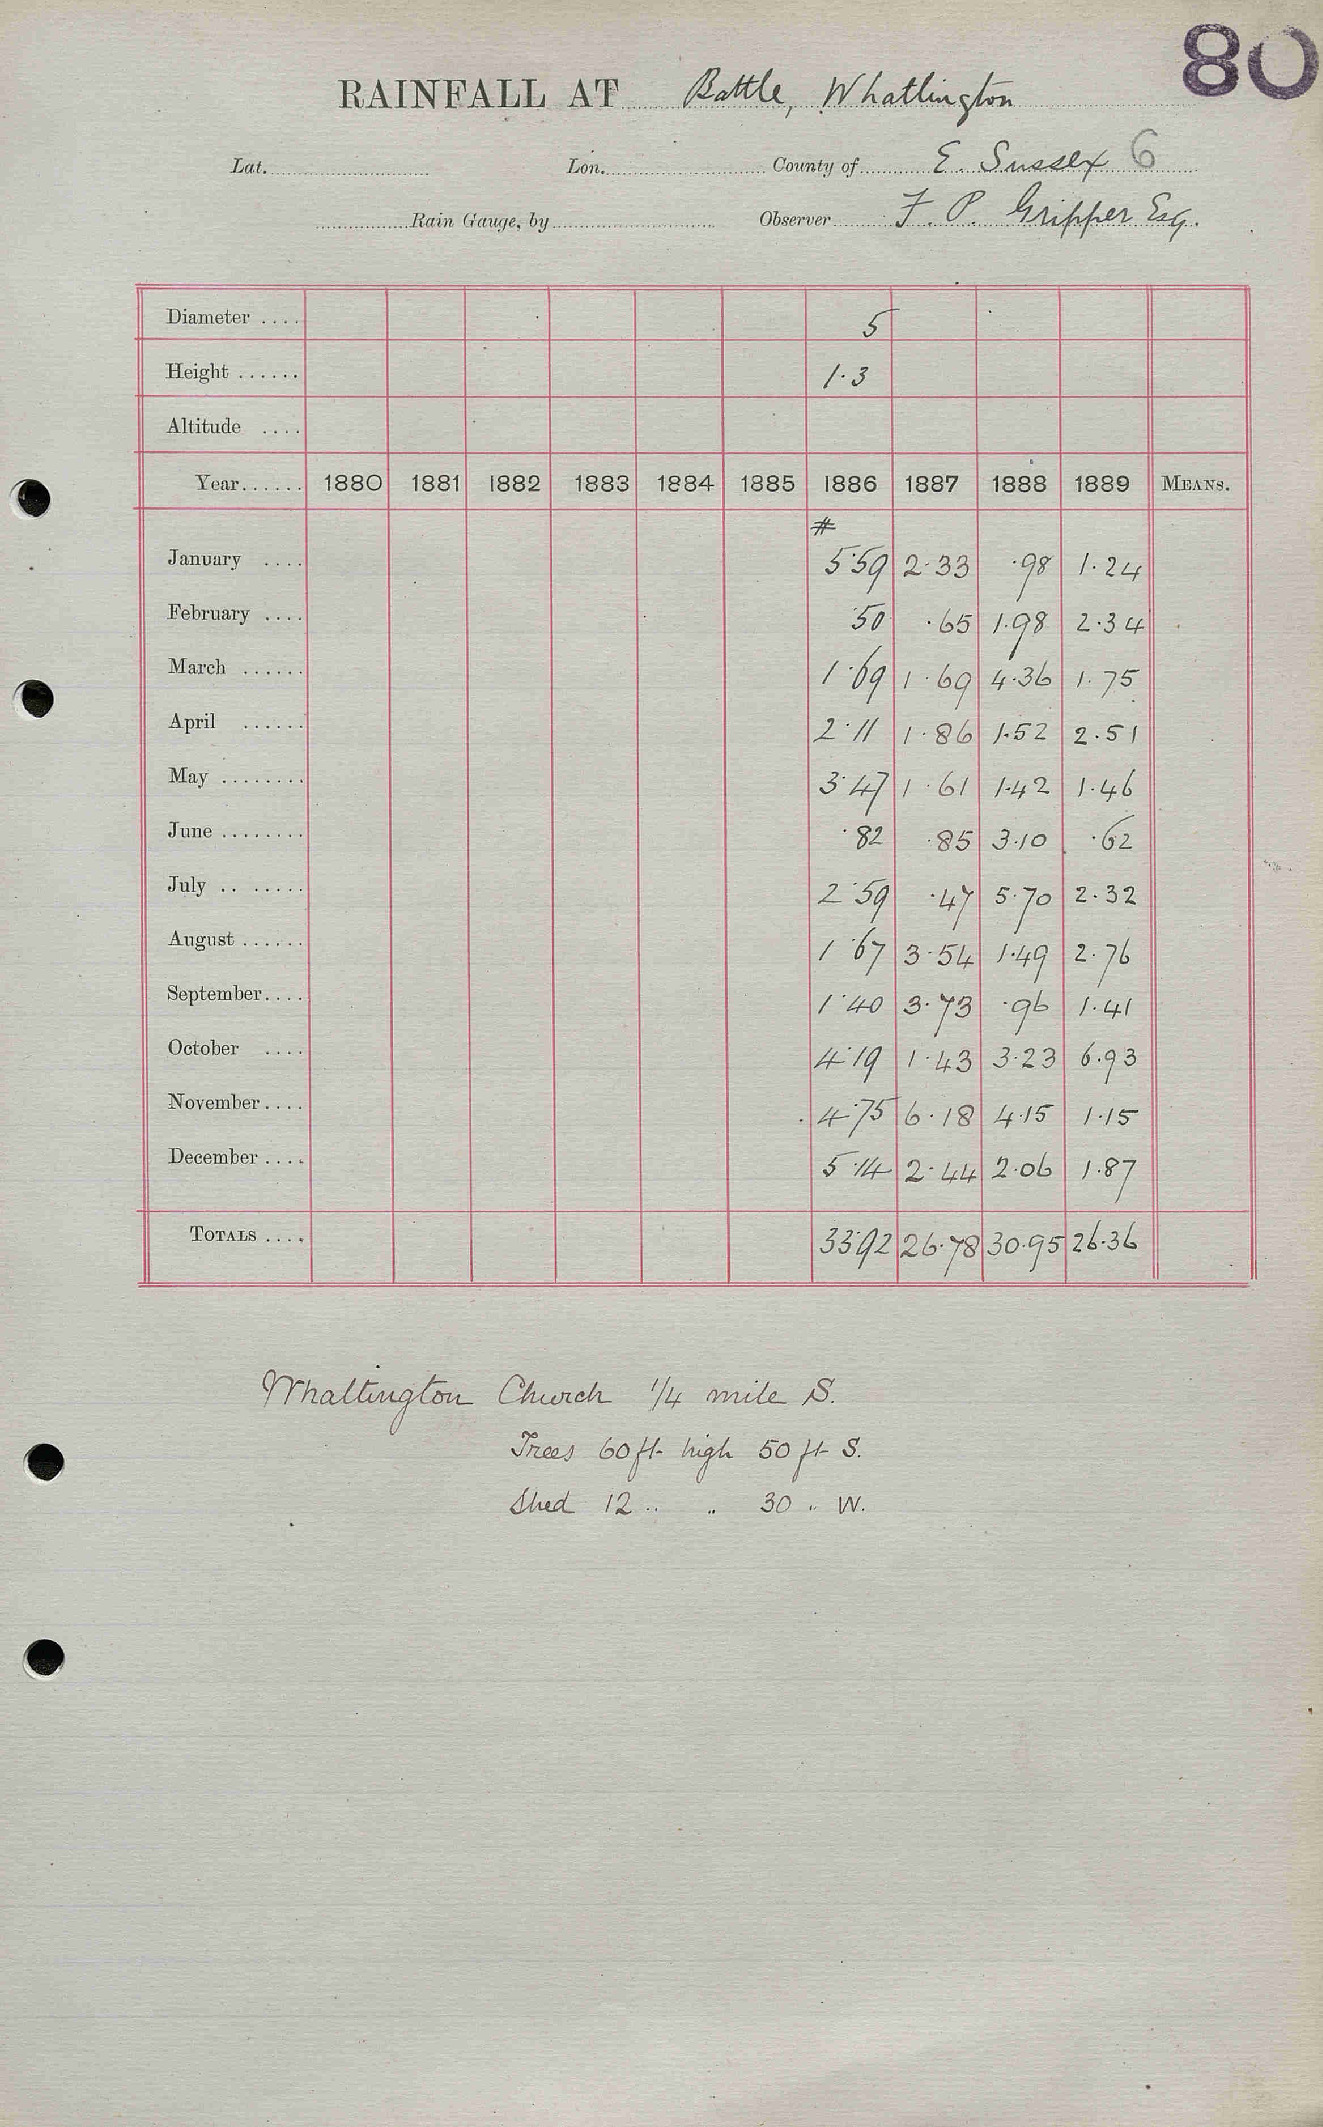 80
RAINFALL AT Battle, Whatlington
Lat. Lon. County of E. Sussex 6
Rain Gauge, by Observer F. P. Gripper Esq.
Diameter .... 5
Height ...... 1.3
Altitude ....
Year...... 1880 1881 1882 1883 1884 1885 1886 1887 1888 1889 MEANS.
#
January .... 5.59 2.33 .98 1.24
February .... .50 .65 1.98 2.34
March ...... 1.69 1.69 4.36 1.75
April ...... 2.11 1.86 1.52 2.51
May ........ 3.47 1.61 1.42 1.46
June ........ .82 .85 3.10 .62
July .. ..... 2.59 .47 5.70 2.32
August ...... 1.67 3.54 1.49 2.76
September.... 1.40 3.73 .96 1.41
October .... 4.19 1.43 3.23 6.93
November.... 4.75 6.18 4.15 1.15
December .... 5.14 2.44 2.06 1.87
TOTALS .... 33.92 26.78 30.95 26.36
Whatlington Church 1/4 mile S.
Trees 60 ft high 50 ft S.
Shed 12 " " 30 " W.